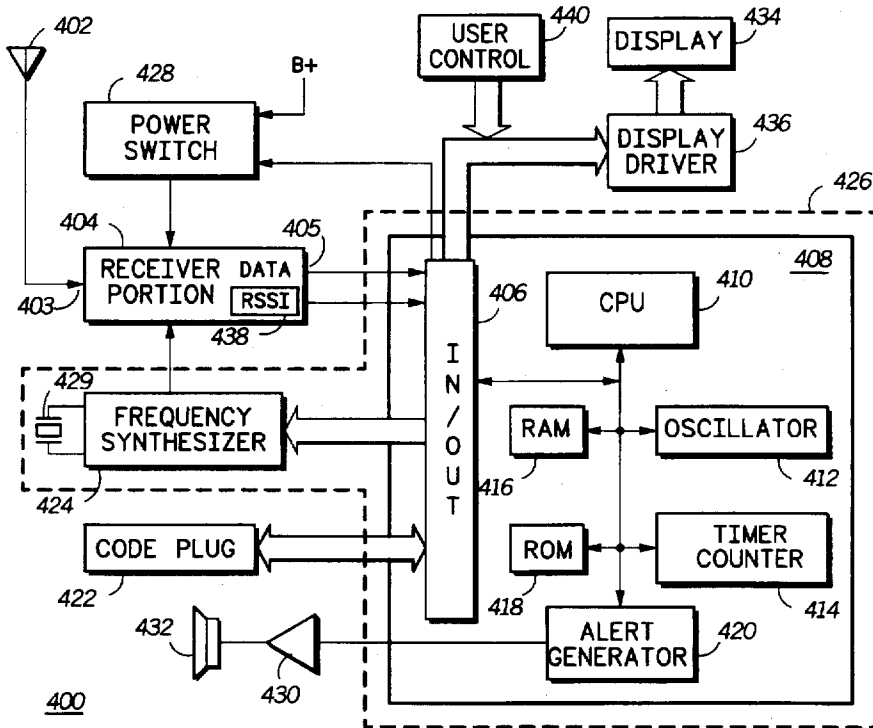 402
428
B+
POWER
SWITCH
USER
CONTROL
440
DISPLAY
434
DISPLAY
DRIVER
436
426
404
405
RECEIVER
PORTION
DATA
RSSI
403
438
406
408
CPU
410
IN/OUT
429
FREQUENCY
SYNTHESIZER
424
RAM
416
OSCILLATOR
412
CODE PLUG
422
ROM
418
TIMER
COUNTER
414
432
430
ALERT
GENERATOR
420
400